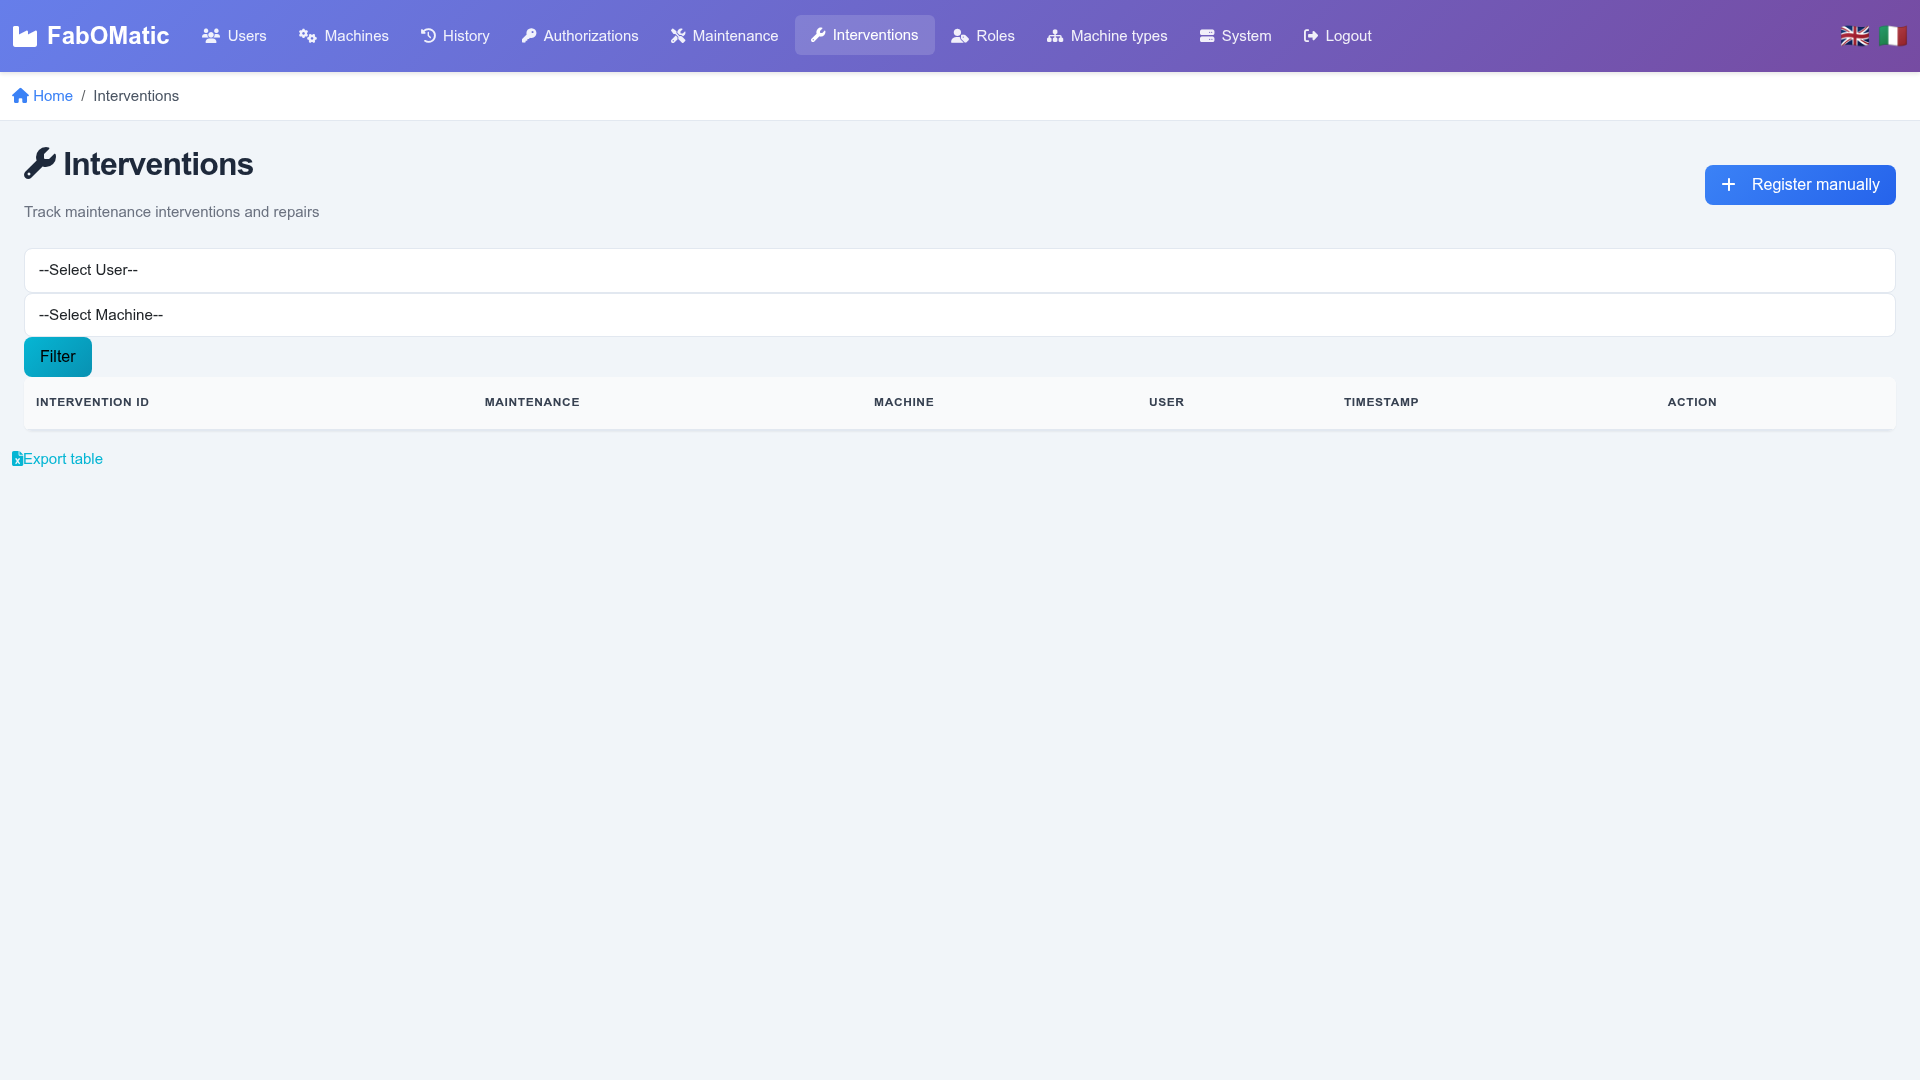 FabOMatic Users Machines History Authorizations Maintenance Interventions Roles Machine types System Logout
Home / Interventions
Interventions
Register manually
Track maintenance interventions and repairs
--Select User--
--Select Machine--
Filter
INTERVENTION ID MAINTENANCE MACHINE USER TIMESTAMP ACTION
Export table